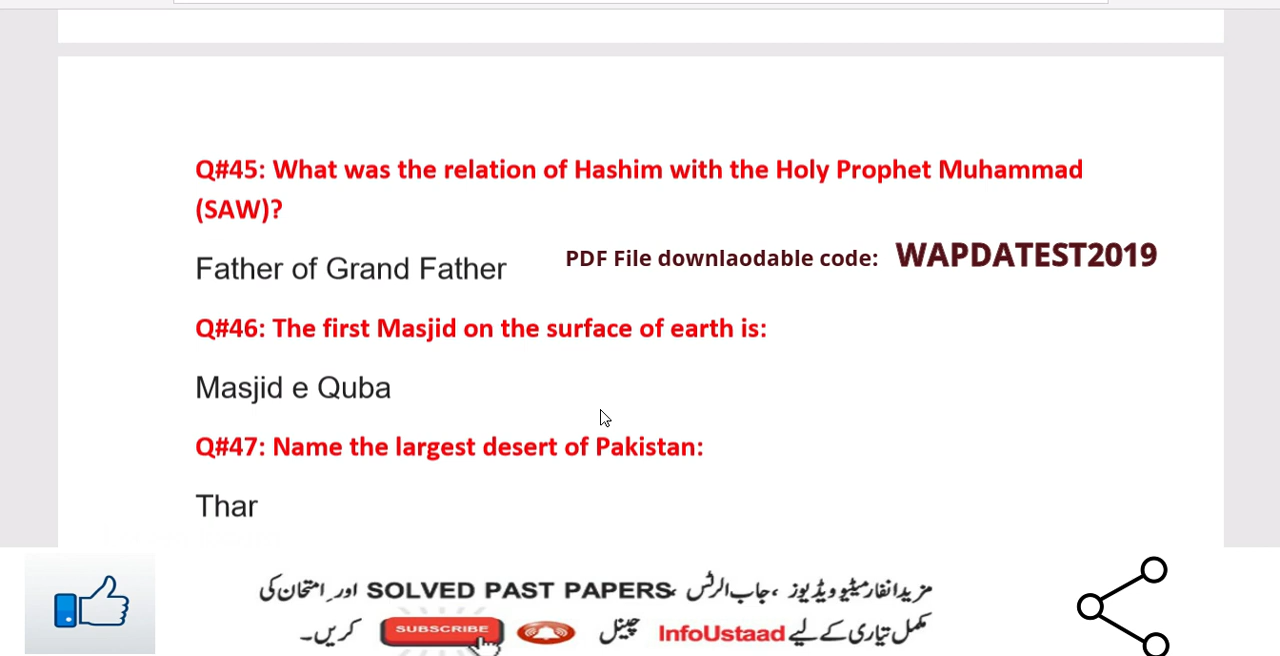 Q#45: What was the relation of Hashim with the Holy Prophet Muhammad
(SAW)?
Father of Grand Father
PDF File downlaodable code: WAPDATEST2019
Q#46: The first Masjid on the surface of earth is:
Masjid e Quba
Q#47: Name the largest desert of Pakistan:
Thar
مزید انفارمیٹیو ویڈیوز ،جاب الرٹس ،SOLVED PAST PAPERS اور امتحان کی
مکمل تیاری کے لیے InfoUstaad چینل SUBSCRIBE کریں۔